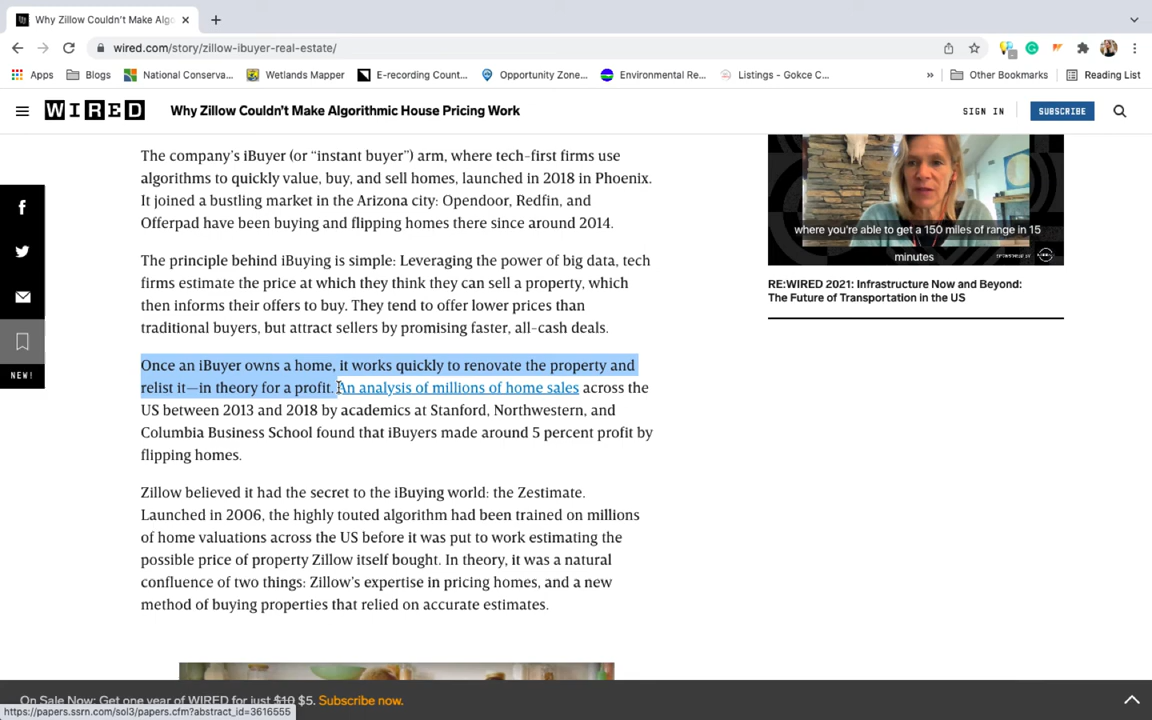 Why Zillow Couldn't Make Algo
wired.com/story/zillow-ibuyer-real-estate/
Apps
Blogs
National Conserva...
Wetlands Mapper
E-recording Count...
Opportunity Zone...
Environmental Re...
Listings - Gokce C...
»
Other Bookmarks
Reading List
WIRED
Why Zillow Couldn't Make Algorithmic House Pricing Work
SIGN IN
SUBSCRIBE
The company's iBuyer (or “instant buyer”) arm, where tech-first firms use
algorithms to quickly value, buy, and sell homes, launched in 2018 in Phoenix.
It joined a bustling market in the Arizona city: Opendoor, Redfin, and
Offerpad have been buying and flipping homes there since around 2014.
The principle behind iBuying is simple: Leveraging the power of big data, tech
firms estimate the price at which they think they can sell a property, which
then informs their offers to buy. They tend to offer lower prices than
traditional buyers, but attract sellers by promising faster, all-cash deals.
Once an iBuyer owns a home, it works quickly to renovate the property and
relist it—in theory for a profit. An analysis of millions of home sales across the
US between 2013 and 2018 by academics at Stanford, Northwestern, and
Columbia Business School found that iBuyers made around 5 percent profit by
flipping homes.
Zillow believed it had the secret to the iBuying world: the Zestimate.
Launched in 2006, the highly touted algorithm had been trained on millions
of home valuations across the US before it was put to work estimating the
possible price of property Zillow itself bought. In theory, it was a natural
confluence of two things: Zillow's expertise in pricing homes, and a new
method of buying properties that relied on accurate estimates.
where you're able to get a 150 miles of range in 15
minutes
RE:WIRED 2021: Infrastructure Now and Beyond:
The Future of Transportation in the US
NEW!
On Sale Now: Get one year of WIRED for just $10 $5. Subscribe now.
https://papers.ssrn.com/sol3/papers.cfm?abstract_id=3616555